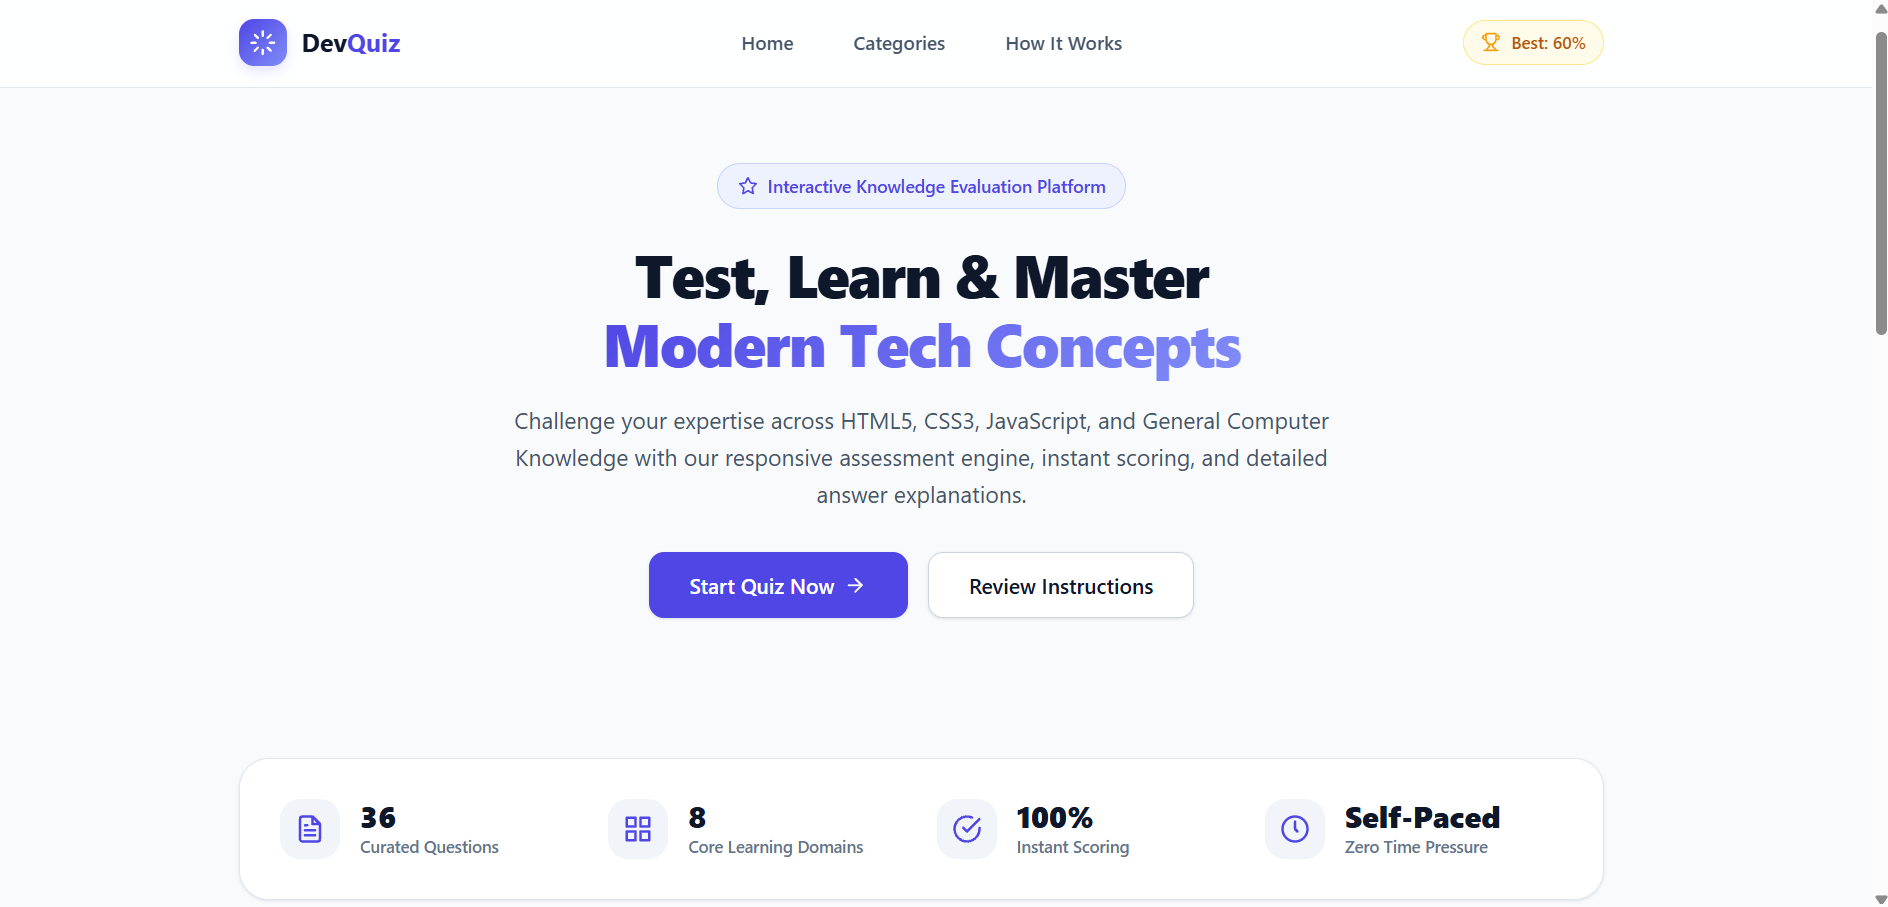 DevQuiz
Home
Categories
How It Works
Best: 60%
Interactive Knowledge Evaluation Platform
Test, Learn & Master
Modern Tech Concepts
Challenge your expertise across HTML5, CSS3, JavaScript, and General Computer
Knowledge with our responsive assessment engine, instant scoring, and detailed
answer explanations.
Start Quiz Now
Review Instructions
36
Curated Questions
8
Core Learning Domains
100%
Instant Scoring
Self-Paced
Zero Time Pressure